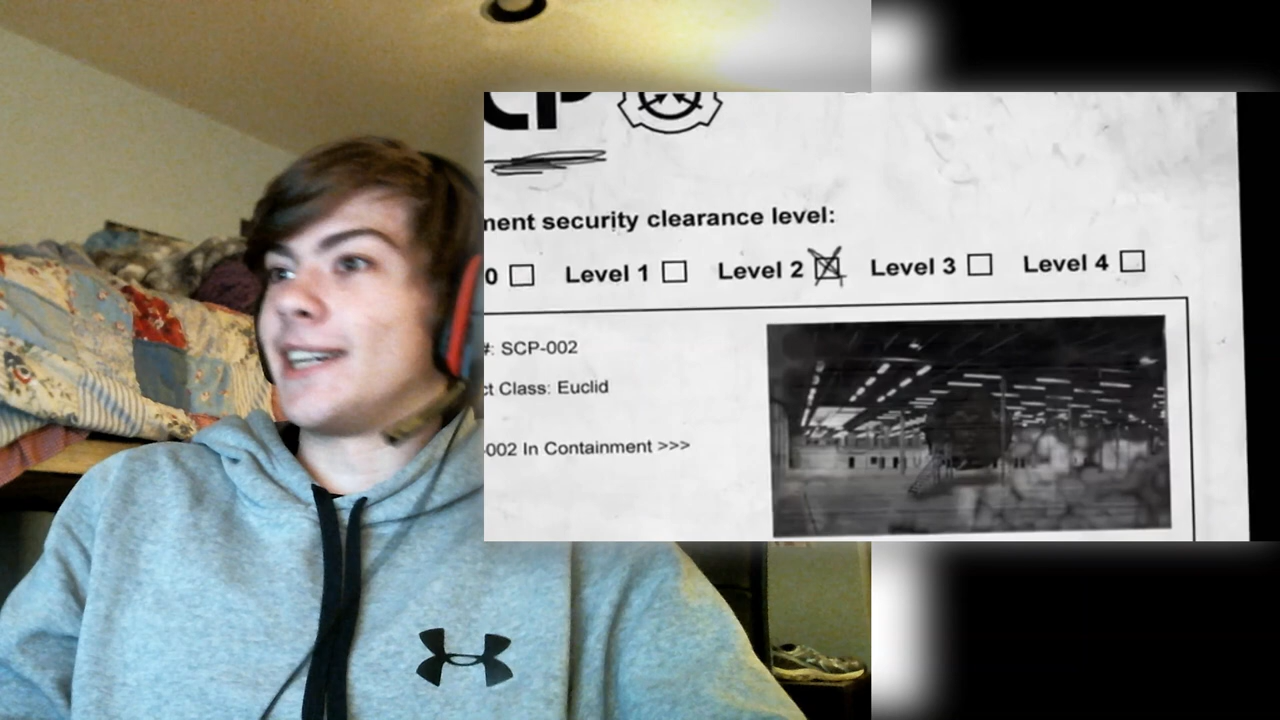 CP
ment security clearance level:
0 ☐ Level 1 ☐ Level 2 ☒ Level 3 ☐ Level 4 ☐
#: SCP-002
ct Class: Euclid
-002 In Containment >>>